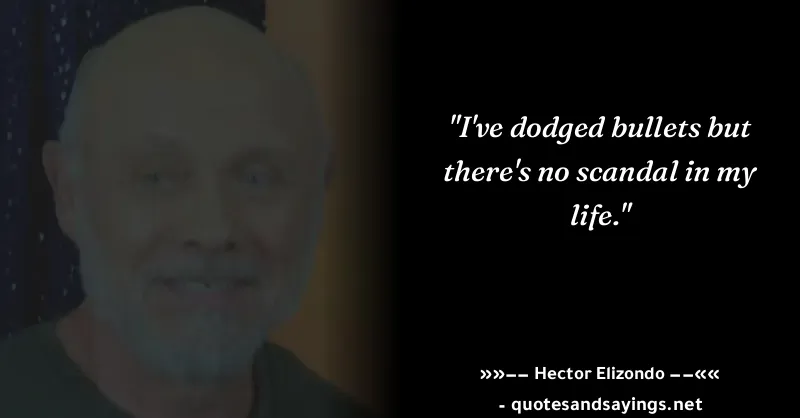 "I've dodged bullets but
there's no scandal in my
life."
»»−− Hector Elizondo −−««
- quotesandsayings.net